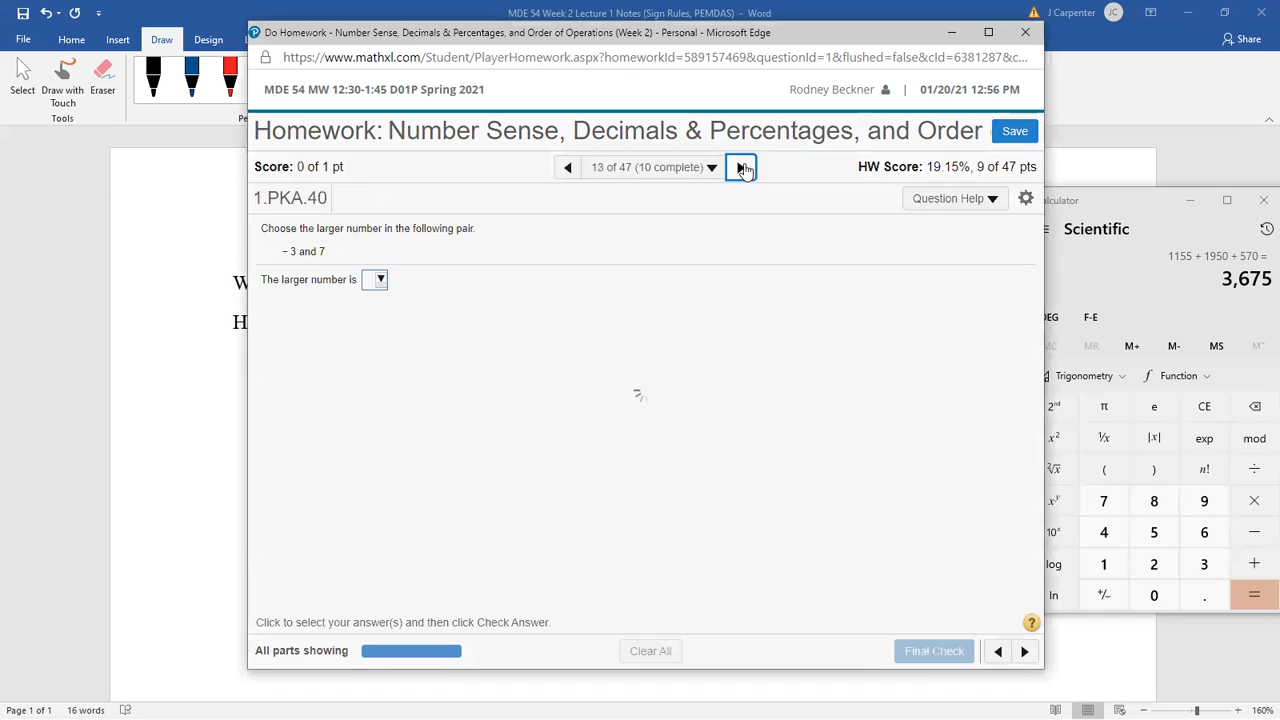 MDE 54 Week 2 Lecture 1 Notes (Sign Rules, PEMDAS) - Word
J Carpenter JC
File Home Insert Draw Design
Share
Select Draw with Touch Eraser
Tools
Do Homework - Number Sense, Decimals & Percentages, and Order of Operations (Week 2) - Personal - Microsoft Edge
https://www.mathxl.com/Student/PlayerHomework.aspx?homeworkId=589157469&questionId=1&flushed=false&cId=6381287&c...
MDE 54 MW 12:30-1:45 D01P Spring 2021
Rodney Beckner | 01/20/21 12:56 PM
Homework: Number Sense, Decimals & Percentages, and Order
Save
Score: 0 of 1 pt
13 of 47 (10 complete)
HW Score: 19.15%, 9 of 47 pts
1.PKA.40
Question Help
Choose the larger number in the following pair.
− 3 and 7
The larger number is
Click to select your answer(s) and then click Check Answer.
?
All parts showing
Clear All
Final Check
W
H
alculator
Scientific
1155 + 1950 + 570 =
3,675
DEG F-E
MC MR M+ M- MS M˅
Trigonometry f Function
2nd π e CE
x² ¹/x |x| exp mod
²√x ( ) n! ÷
xʸ 7 8 9 ×
10ˣ 4 5 6 −
log 1 2 3 +
ln +/− 0 . =
Page 1 of 1 16 words
160%